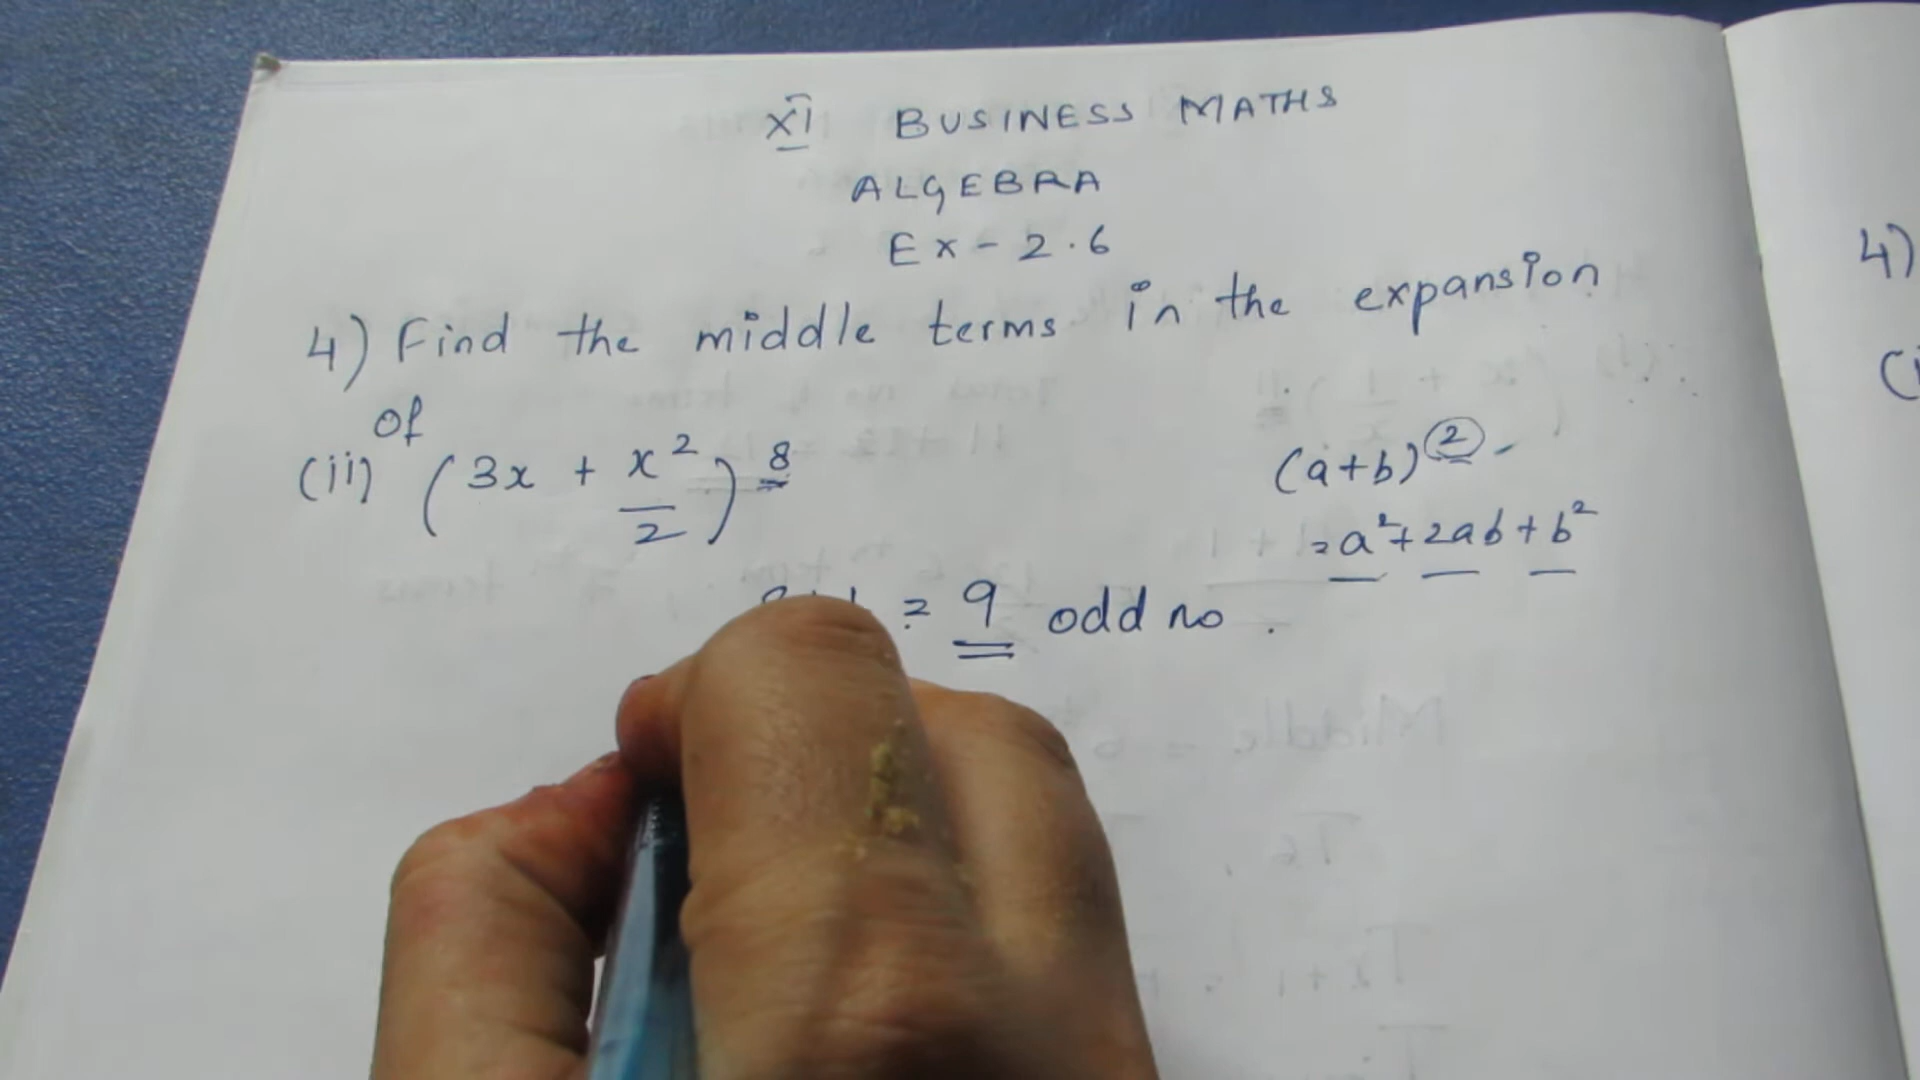 XI BUSINESS MATHS
ALGEBRA
Ex - 2.6
4) Find the middle terms in the expansion
of
(ii) (3x + x²/2)⁸
(a+b)²
= a²+2ab+b²
= 9 odd no.
4)